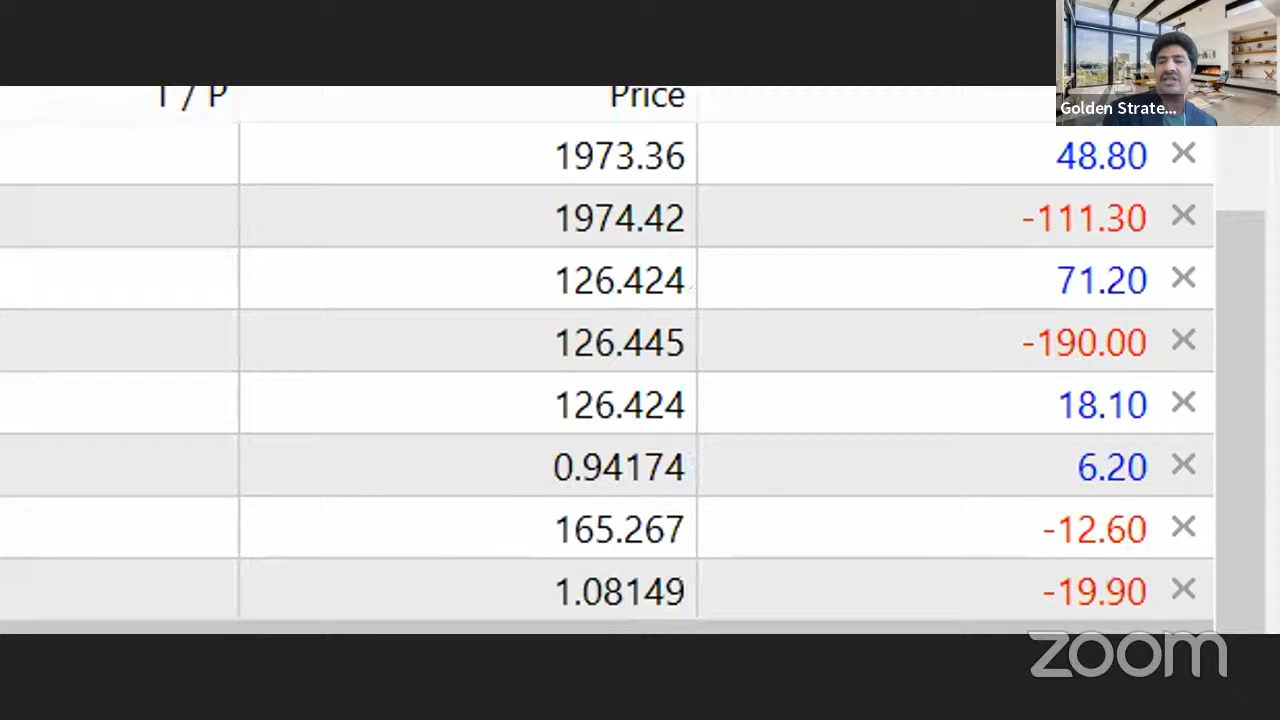 T / P Price
Golden Strate...
1973.36 48.80
1974.42 -111.30
126.424 71.20
126.445 -190.00
126.424 18.10
0.94174 6.20
165.267 -12.60
1.08149 -19.90
zoom